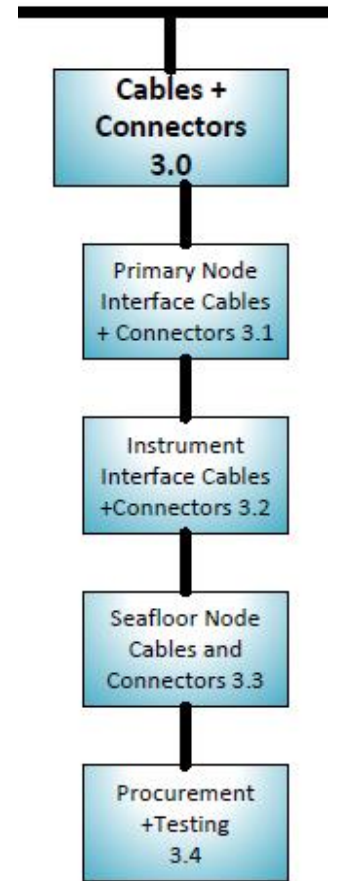 Cables +
Connectors
3.0
Primary Node
Interface Cables
+ Connectors 3.1
Instrument
Interface Cables
+Connectors 3.2
Seafloor Node
Cables and
Connectors 3.3
Procurement
+Testing
3.4